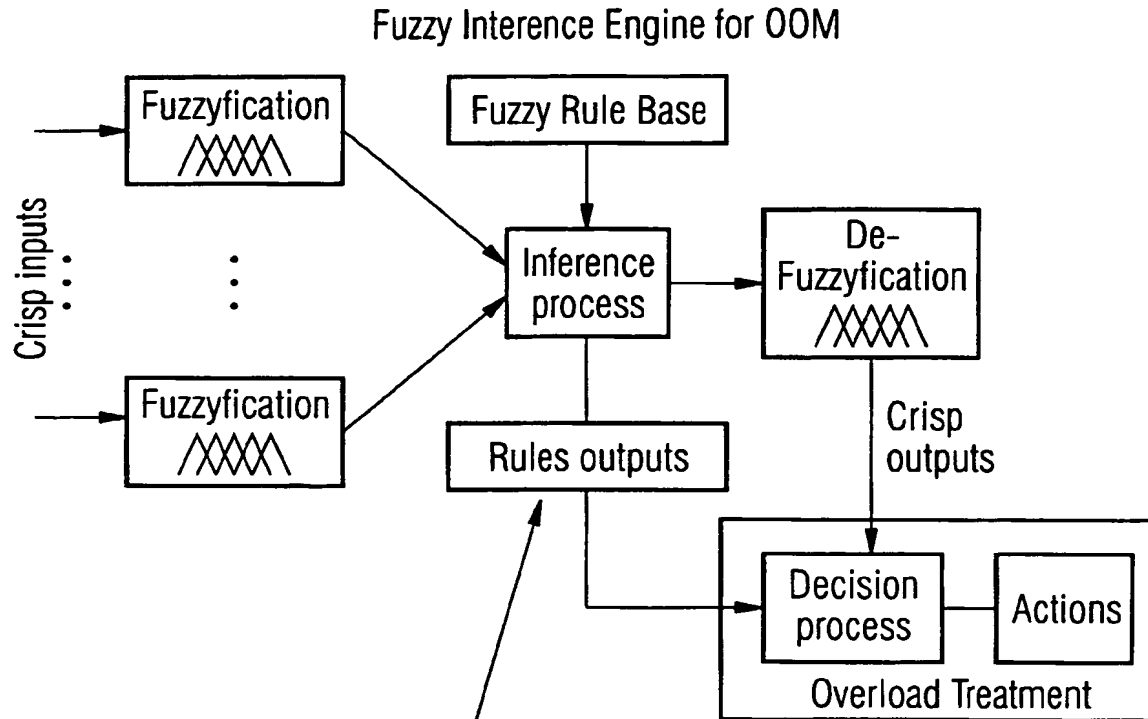 Fuzzy Interence Engine for OOM
Fuzzyfication
Fuzzy Rule Base
Crisp inputs
Inference
process
De-
Fuzzyfication
Fuzzyfication
Rules outputs
Crisp
outputs
Decision
process
Actions
Overload Treatment